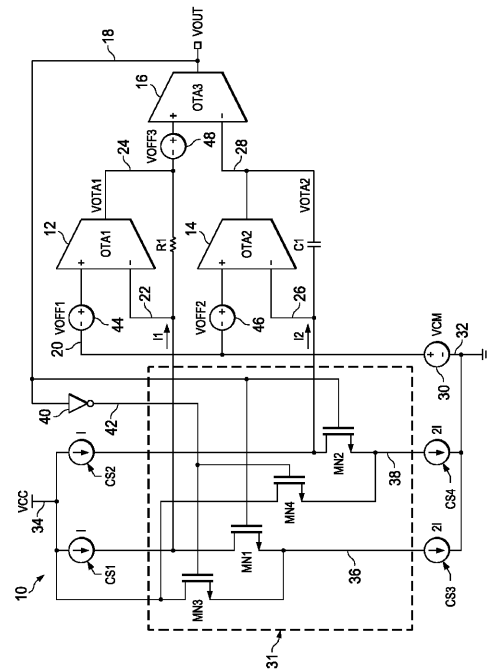 10
VCC
34
I
CS1
I
CS2
40
42
18
VOUT
16
OTA3
+
-
VOFF3
+
-
48
24
VOTA1
12
OTA1
+
-
VOFF1
+
-
20
44
22
R1
I1
28
VOTA2
14
OTA2
+
-
VOFF2
+
-
46
26
C1
I2
MN3
MN1
MN4
MN2
31
36
38
2I
CS3
2I
CS4
VCM
+
-
30
32